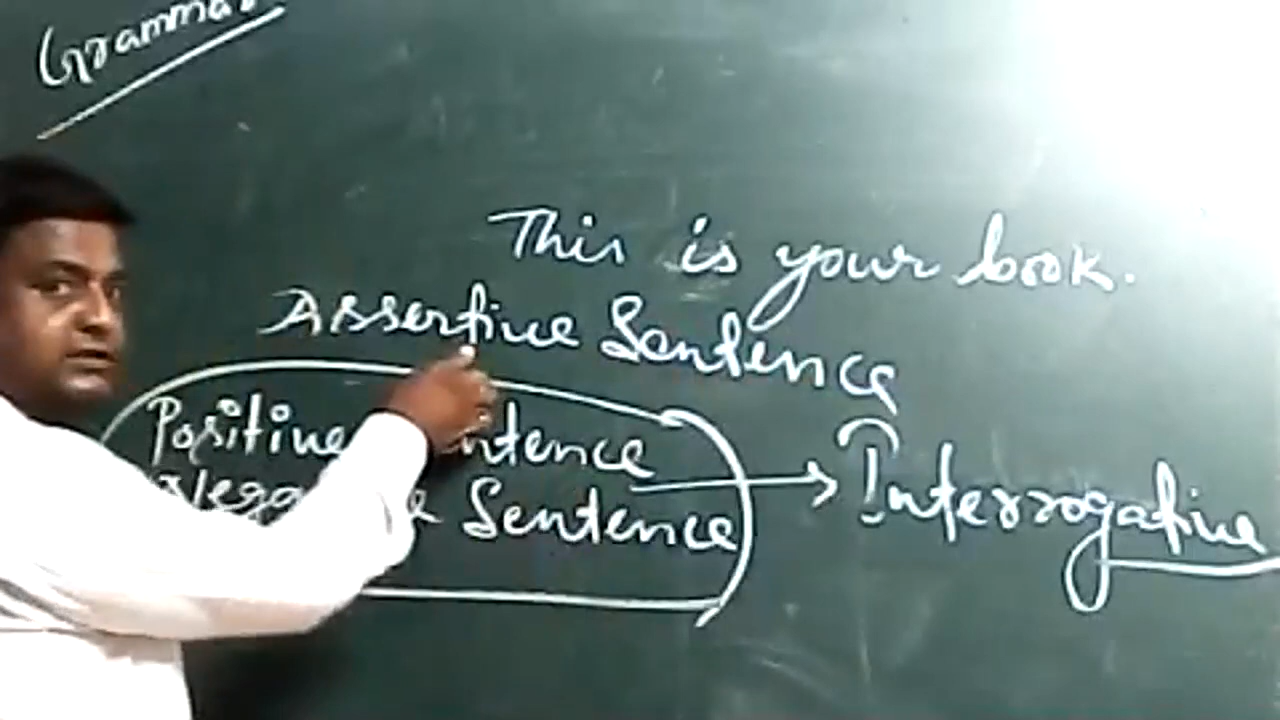 Grammar
This is your book.
Assertive Sentence
Positive Sentence
Negative Sentence
Interrogative